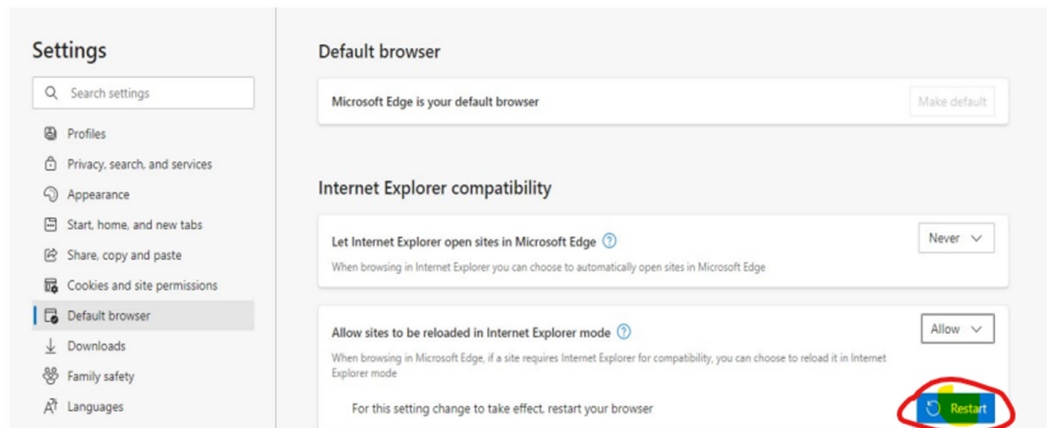 Settings
Search settings
Profiles
Privacy, search, and services
Appearance
Start, home, and new tabs
Share, copy and paste
Cookies and site permissions
Default browser
Downloads
Family safety
Languages
Default browser
Microsoft Edge is your default browser
Make default
Internet Explorer compatibility
Let Internet Explorer open sites in Microsoft Edge
Never
When browsing in Internet Explorer you can choose to automatically open sites in Microsoft Edge
Allow sites to be reloaded in Internet Explorer mode
Allow
When browsing in Microsoft Edge, if a site requires Internet Explorer for compatibility, you can choose to reload it in Internet
Explorer mode
For this setting change to take effect, restart your browser
Restart